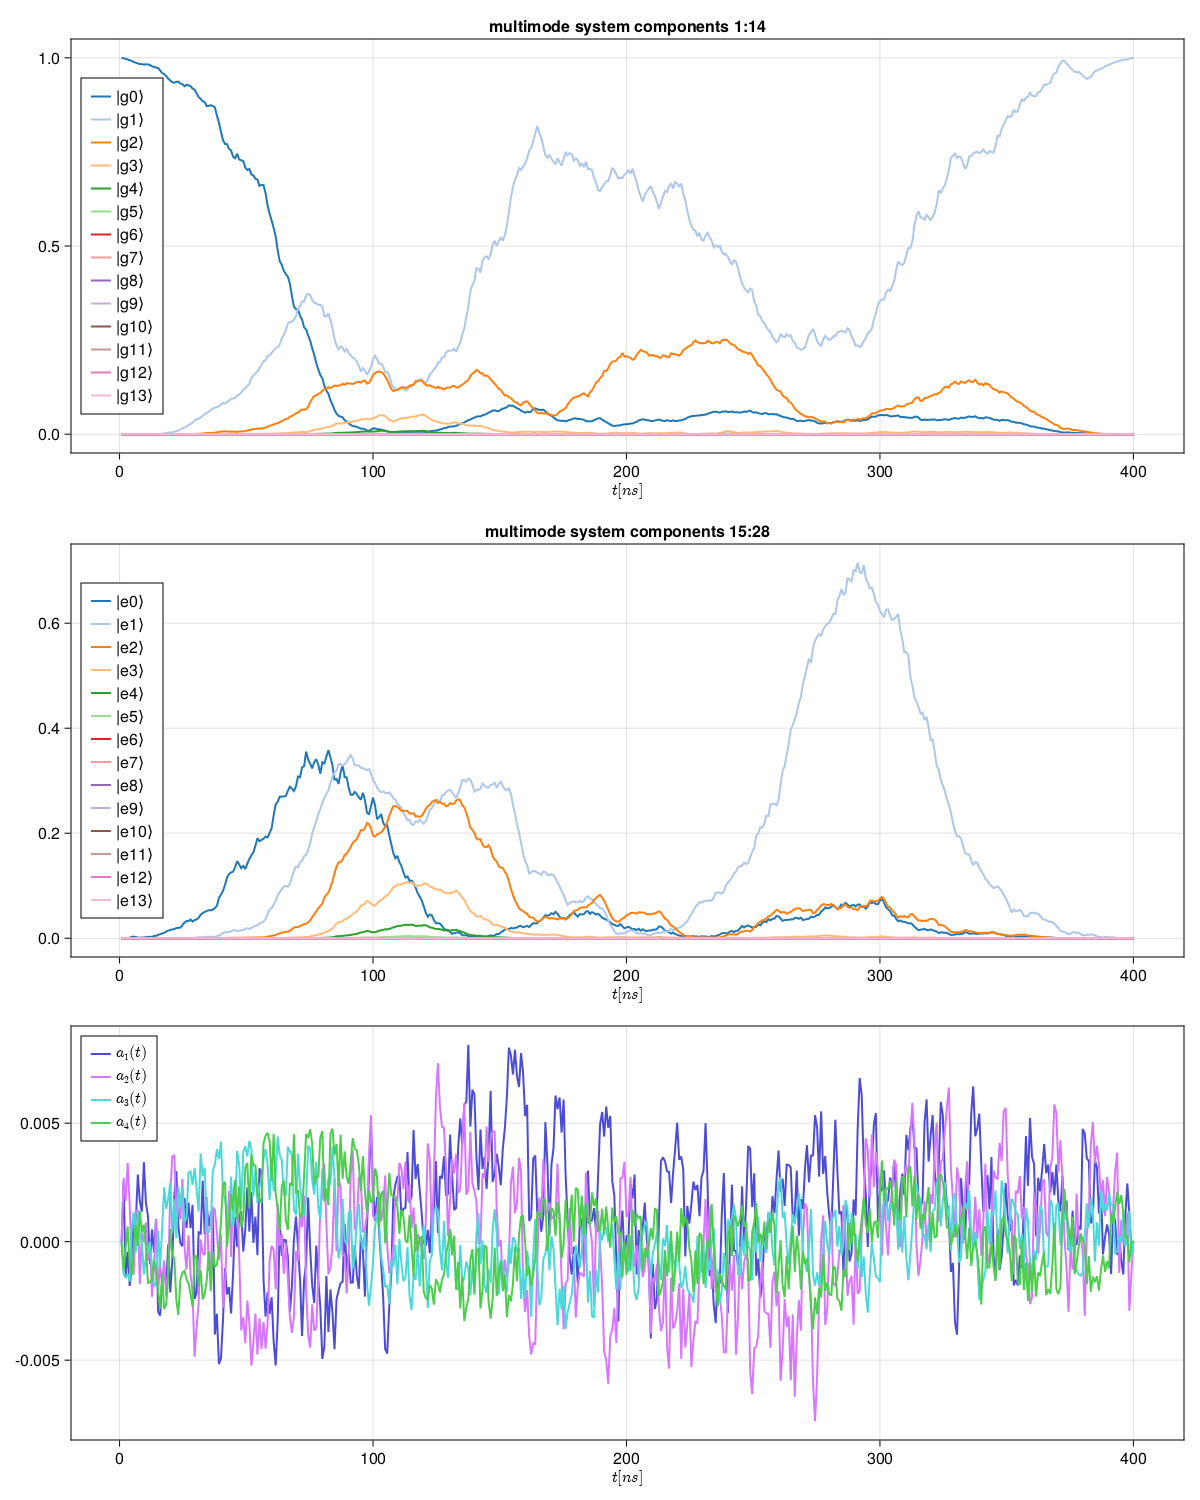 multimode system components 1:14
1.0
0.5
0.0
|g0⟩
|g1⟩
|g2⟩
|g3⟩
|g4⟩
|g5⟩
|g6⟩
|g7⟩
|g8⟩
|g9⟩
|g10⟩
|g11⟩
|g12⟩
|g13⟩
0 100 200 300 400
t[ns]
multimode system components 15:28
0.6
0.4
0.2
0.0
|e0⟩
|e1⟩
|e2⟩
|e3⟩
|e4⟩
|e5⟩
|e6⟩
|e7⟩
|e8⟩
|e9⟩
|e10⟩
|e11⟩
|e12⟩
|e13⟩
0 100 200 300 400
t[ns]
a₁(t)
a₂(t)
a₃(t)
a₄(t)
0.005
0.000
-0.005
0 100 200 300 400
t[ns]